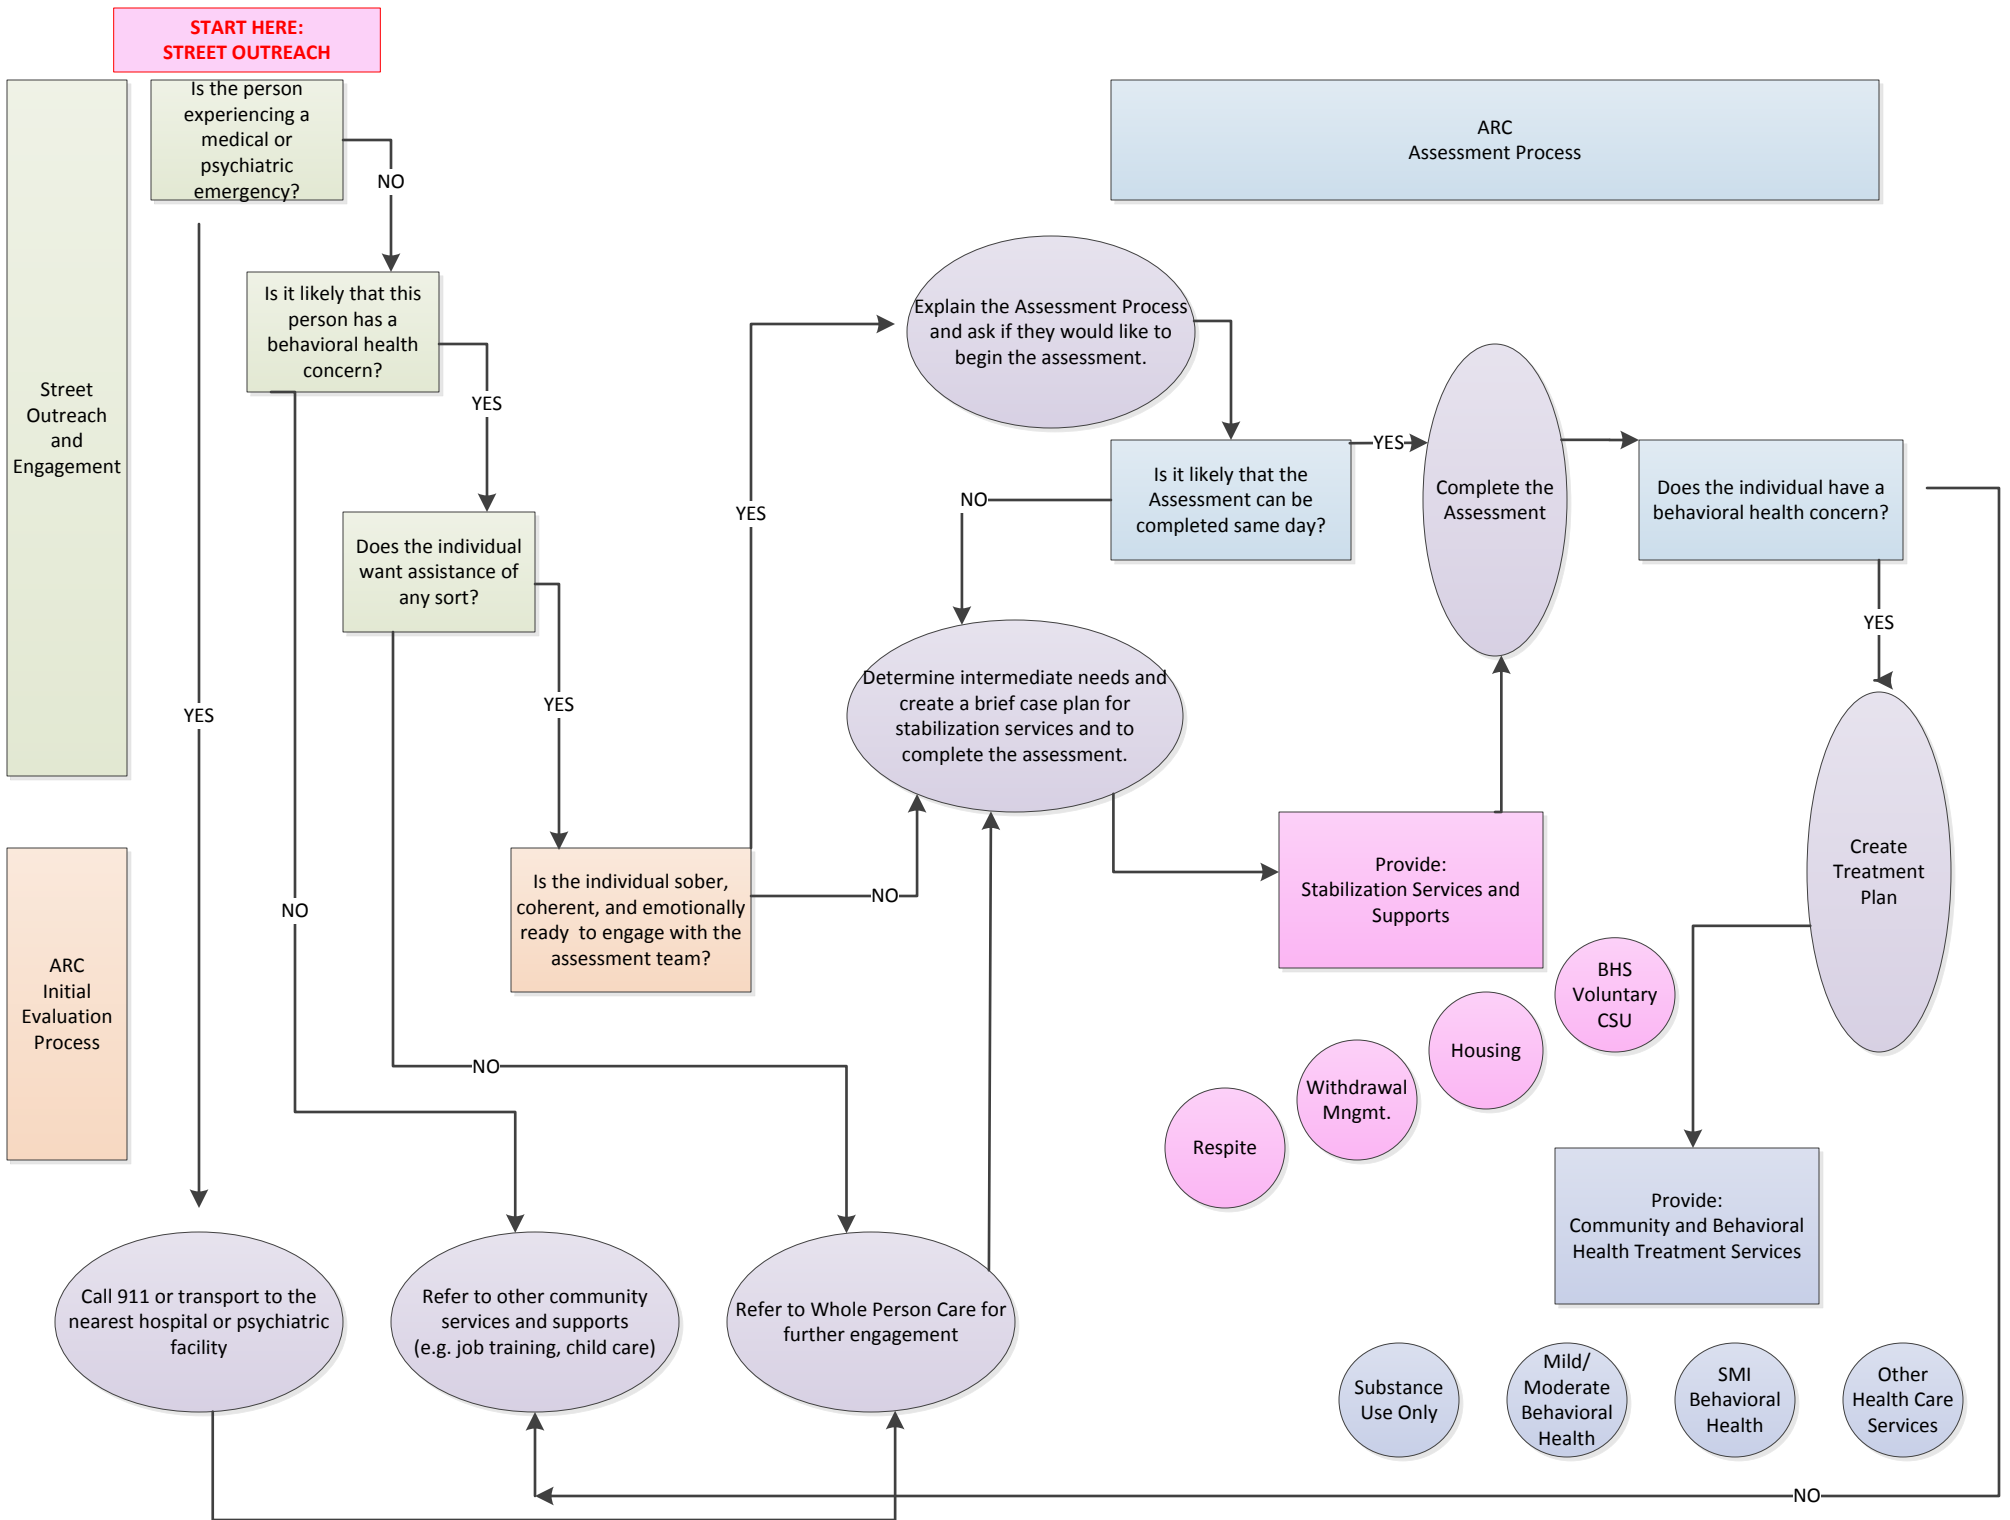 START HERE:
STREET OUTREACH
Is the person
experiencing a
medical or
psychiatric
emergency?
ARC
Assessment Process
NO
Is it likely that this
person has a
behavioral health
concern?
Explain the Assessment Process
and ask if they would like to
begin the assessment.
Street
Outreach
and
Engagement
YES
YES
Is it likely that the
Assessment can be
completed same day?
NO
Complete the
Assessment
Does the individual have a
behavioral health concern?
YES
Does the individual
want assistance of
any sort?
YES
Determine intermediate needs and
create a brief case plan for
stabilization services and to
complete the assessment.
YES
YES
ARC
Initial
Evaluation
Process
NO
Is the individual sober,
coherent, and emotionally
ready  to engage with the
assessment team?
NO
Provide:
Stabilization Services and
Supports
Create
Treatment
Plan
BHS
Voluntary
CSU
Housing
Withdrawal
Mngmt.
Respite
NO
Provide:
Community and Behavioral
Health Treatment Services
Call 911 or transport to the
nearest hospital or psychiatric
facility
Refer to other community
services and supports
(e.g. job training, child care)
Refer to Whole Person Care for
further engagement
Substance
Use Only
Mild/
Moderate
Behavioral
Health
SMI
Behavioral
Health
Other
Health Care
Services
NO